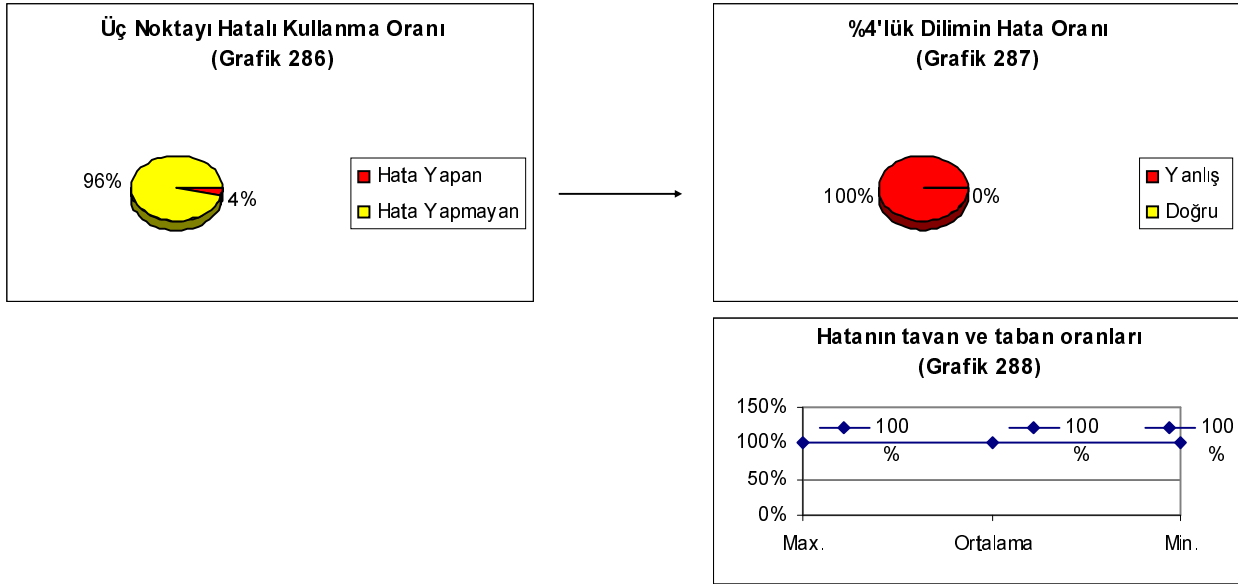 Üç Noktayı Hatalı Kullanma Oranı
(Grafik 286)
96%
4%
Hata Yapan
Hata Yapmayan
%4'lük Dilimin Hata Oranı
(Grafik 287)
100%
0%
Yanlış
Doğru
Hatanın tavan ve taban oranları
(Grafik 288)
150%
100%
50%
0%
100
%
100
%
100
%
Max.
Ortalama
Min.